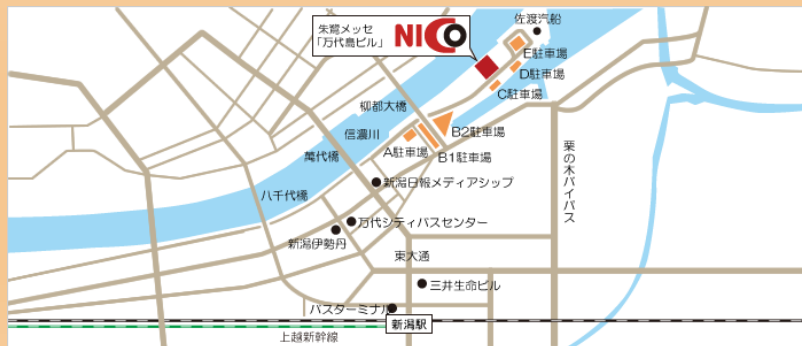 佐渡汽船
朱鷺メッセ
「万代島ビル」
NICO
E駐車場
D駐車場
C駐車場
柳都大橋
信濃川
B2駐車場
A駐車場
B1駐車場
萬代橋
栗の木バイパス
新潟日報メディアシップ
八千代橋
万代シティバスセンター
新潟伊勢丹
東大通
三井生命ビル
バスターミナル
新潟駅
上越新幹線